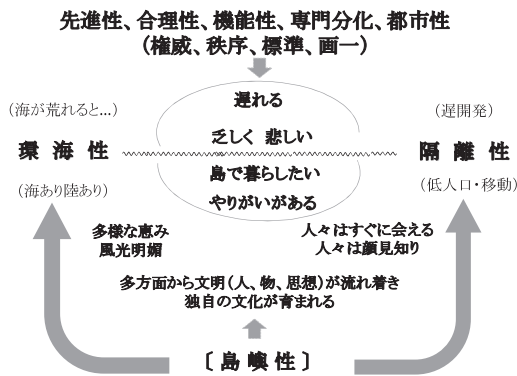 先進性、合理性、機能性、専門分化、都市性
（権威、秩序、標準、画一）
遅れる
（海が荒れると...）
（遅開発）
乏しく 悲しい
環海性
隔離性
島で暮らしたい
（海あり陸あり）
（低人口・移動）
やりがいがある
多様な恵み
風光明媚
人々はすぐに会える
人々は顔見知り
多方面から文明（人、物、思想）が流れ着き
独自の文化が育まれる
〔島嶼性〕